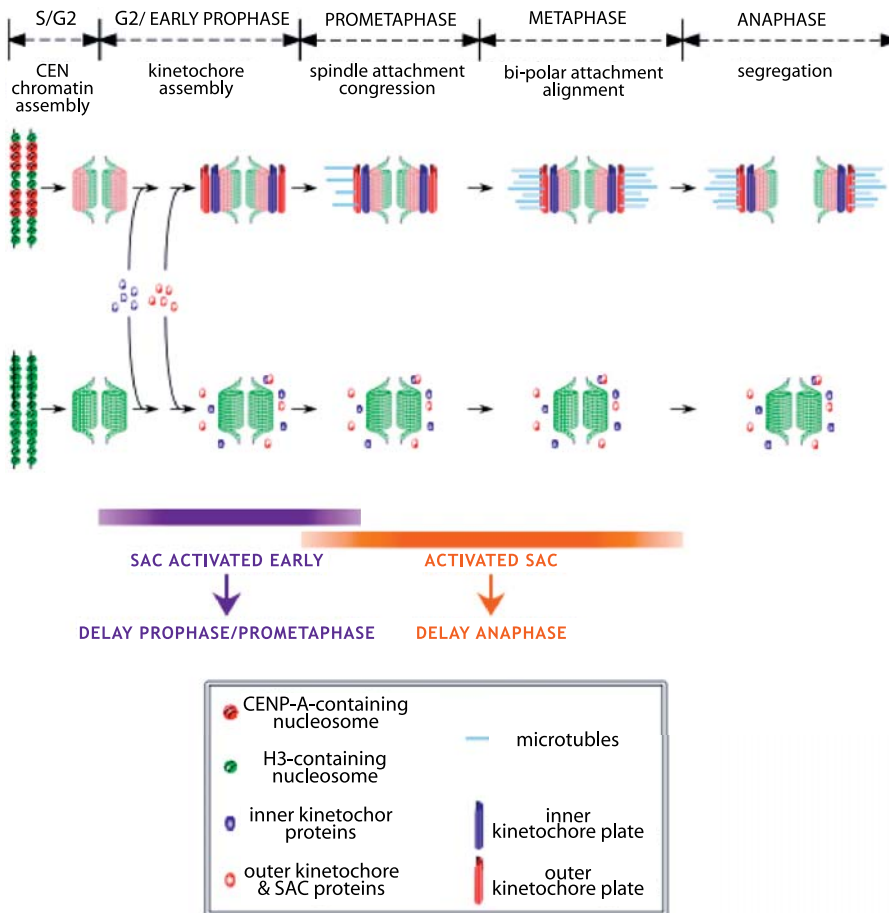 S/G2
G2/ EARLY PROPHASE
PROMETAPHASE
METAPHASE
ANAPHASE
CEN
chromatin
assembly
kinetochore
assembly
spindle attachment
congression
bi-polar attachment
alignment
segregation
SAC ACTIVATED EARLY
ACTIVATED SAC
DELAY PROPHASE/PROMETAPHASE
DELAY ANAPHASE
CENP-A-containing
nucleosome
H3-containing
nucleosome
inner kinetochor
proteins
outer kinetochore
& SAC proteins
microtubles
inner
kinetochore plate
outer
kinetochore plate